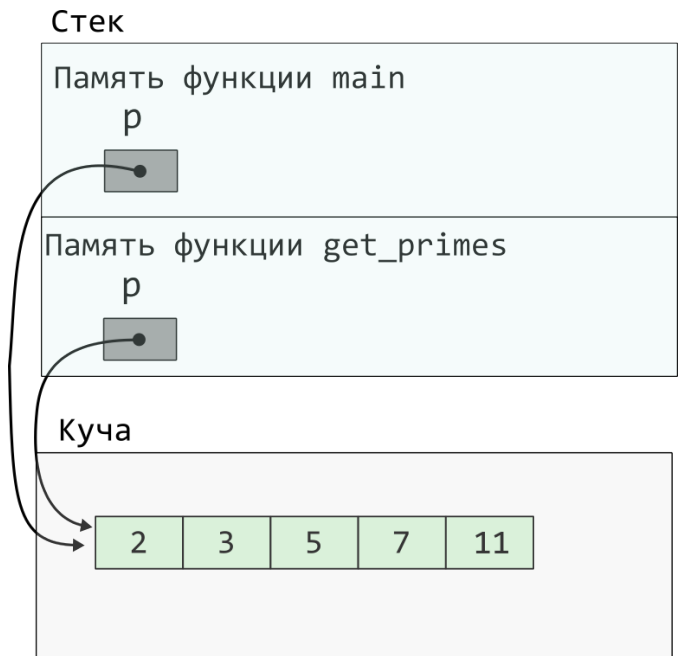 Стек
Память функции main
p
Память функции get_primes
p
Куча
2 3 5 7 11